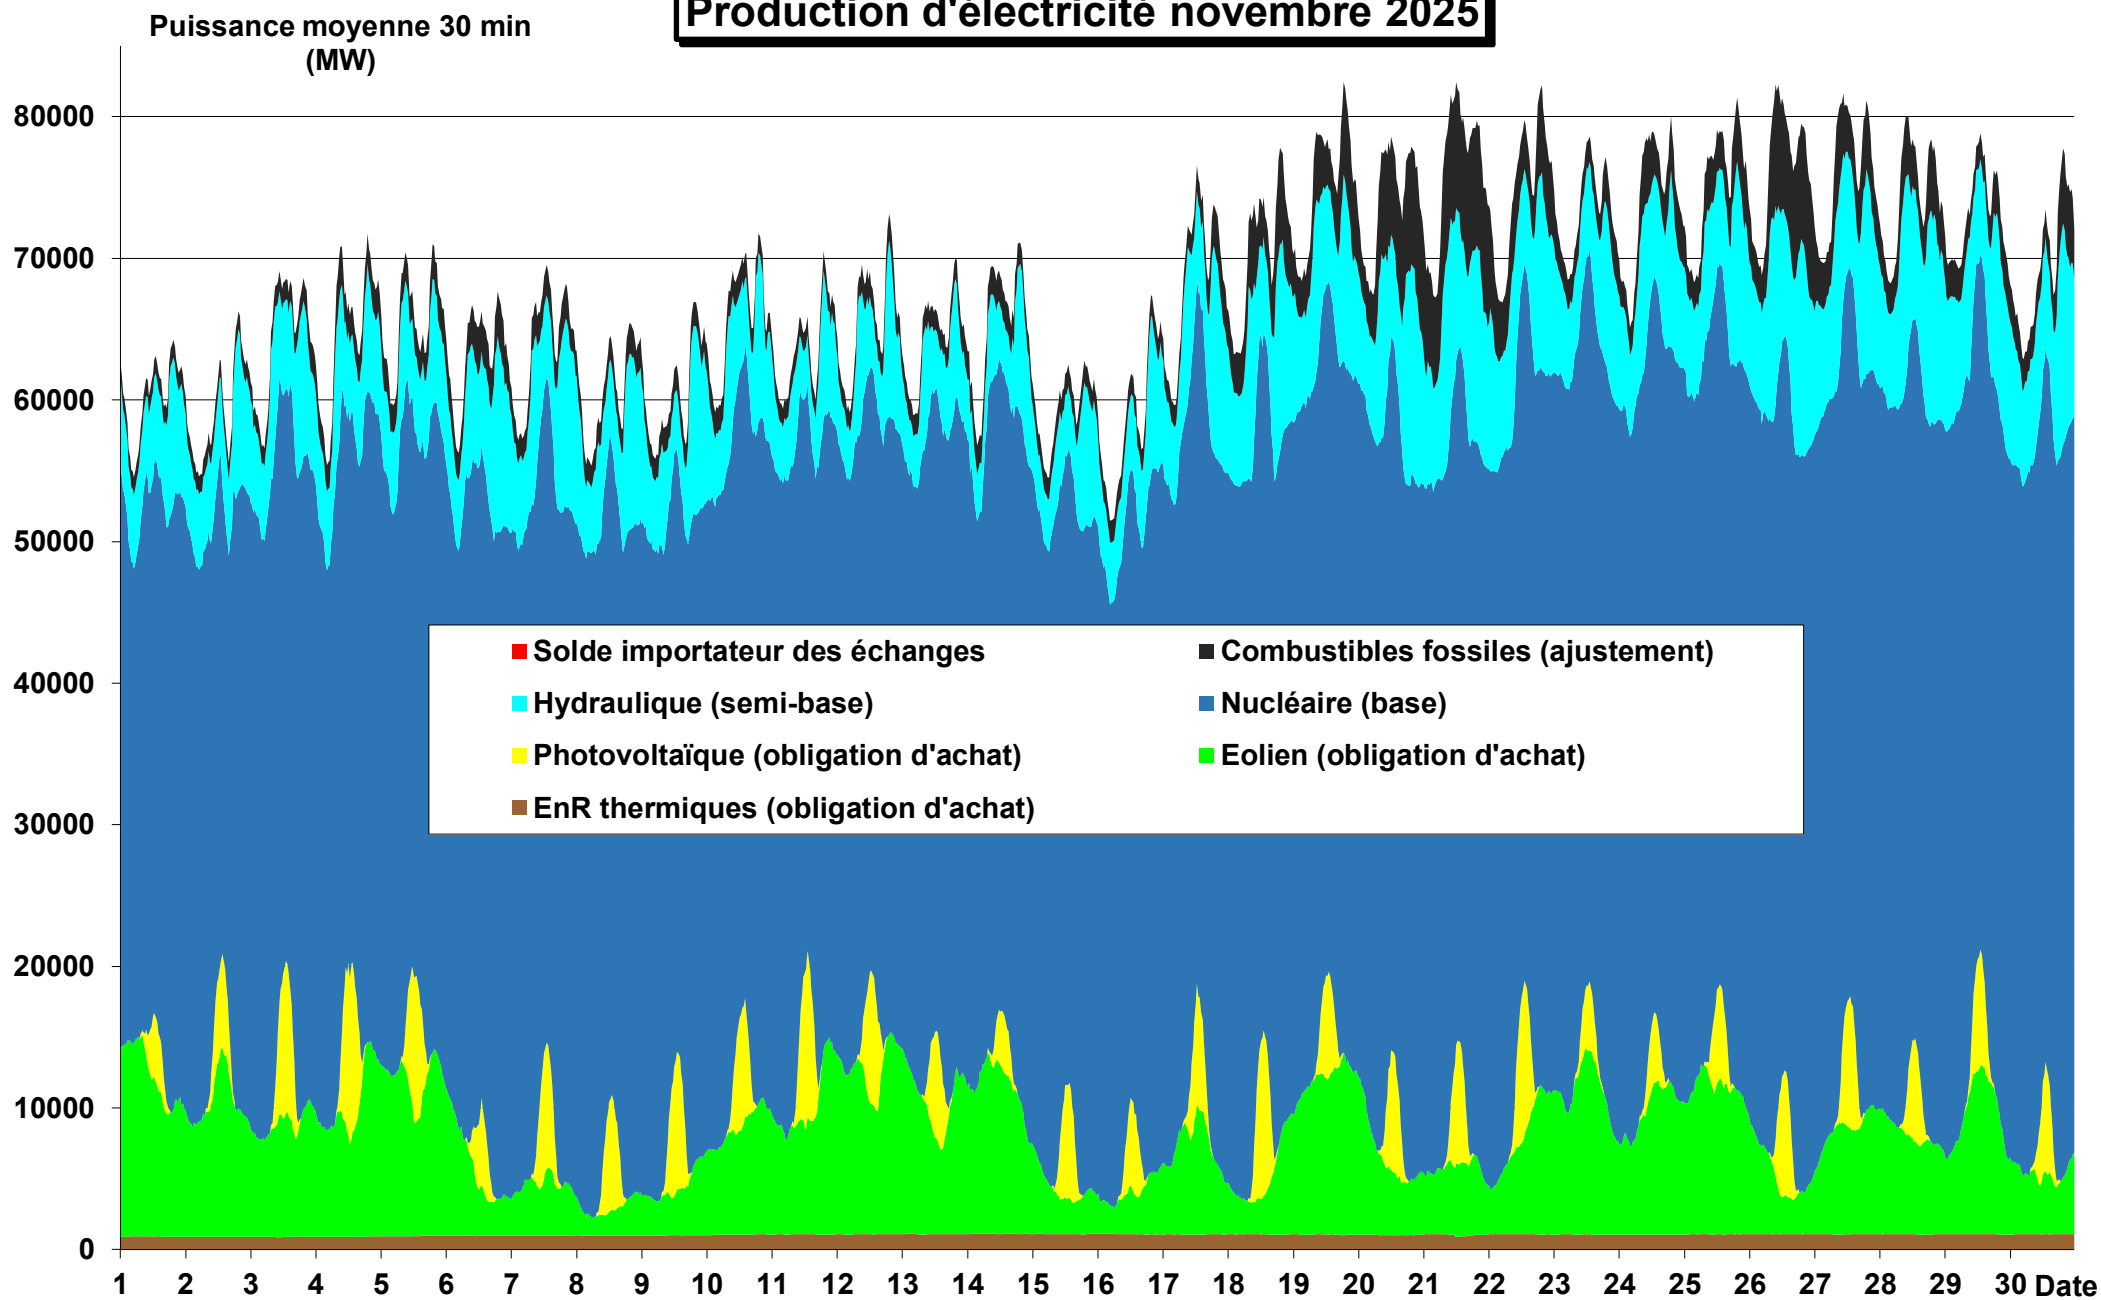 Production d'électricité novembre 2025
Puissance moyenne 30 min
(MW)
80000
70000
60000
50000
40000
30000
20000
10000
0
Solde importateur des échanges
Combustibles fossiles (ajustement)
Hydraulique (semi-base)
Nucléaire (base)
Photovoltaïque (obligation d'achat)
Eolien (obligation d'achat)
EnR thermiques (obligation d'achat)
1 2 3 4 5 6 7 8 9 10 11 12 13 14 15 16 17 18 19 20 21 22 23 24 25 26 27 28 29 30 Date